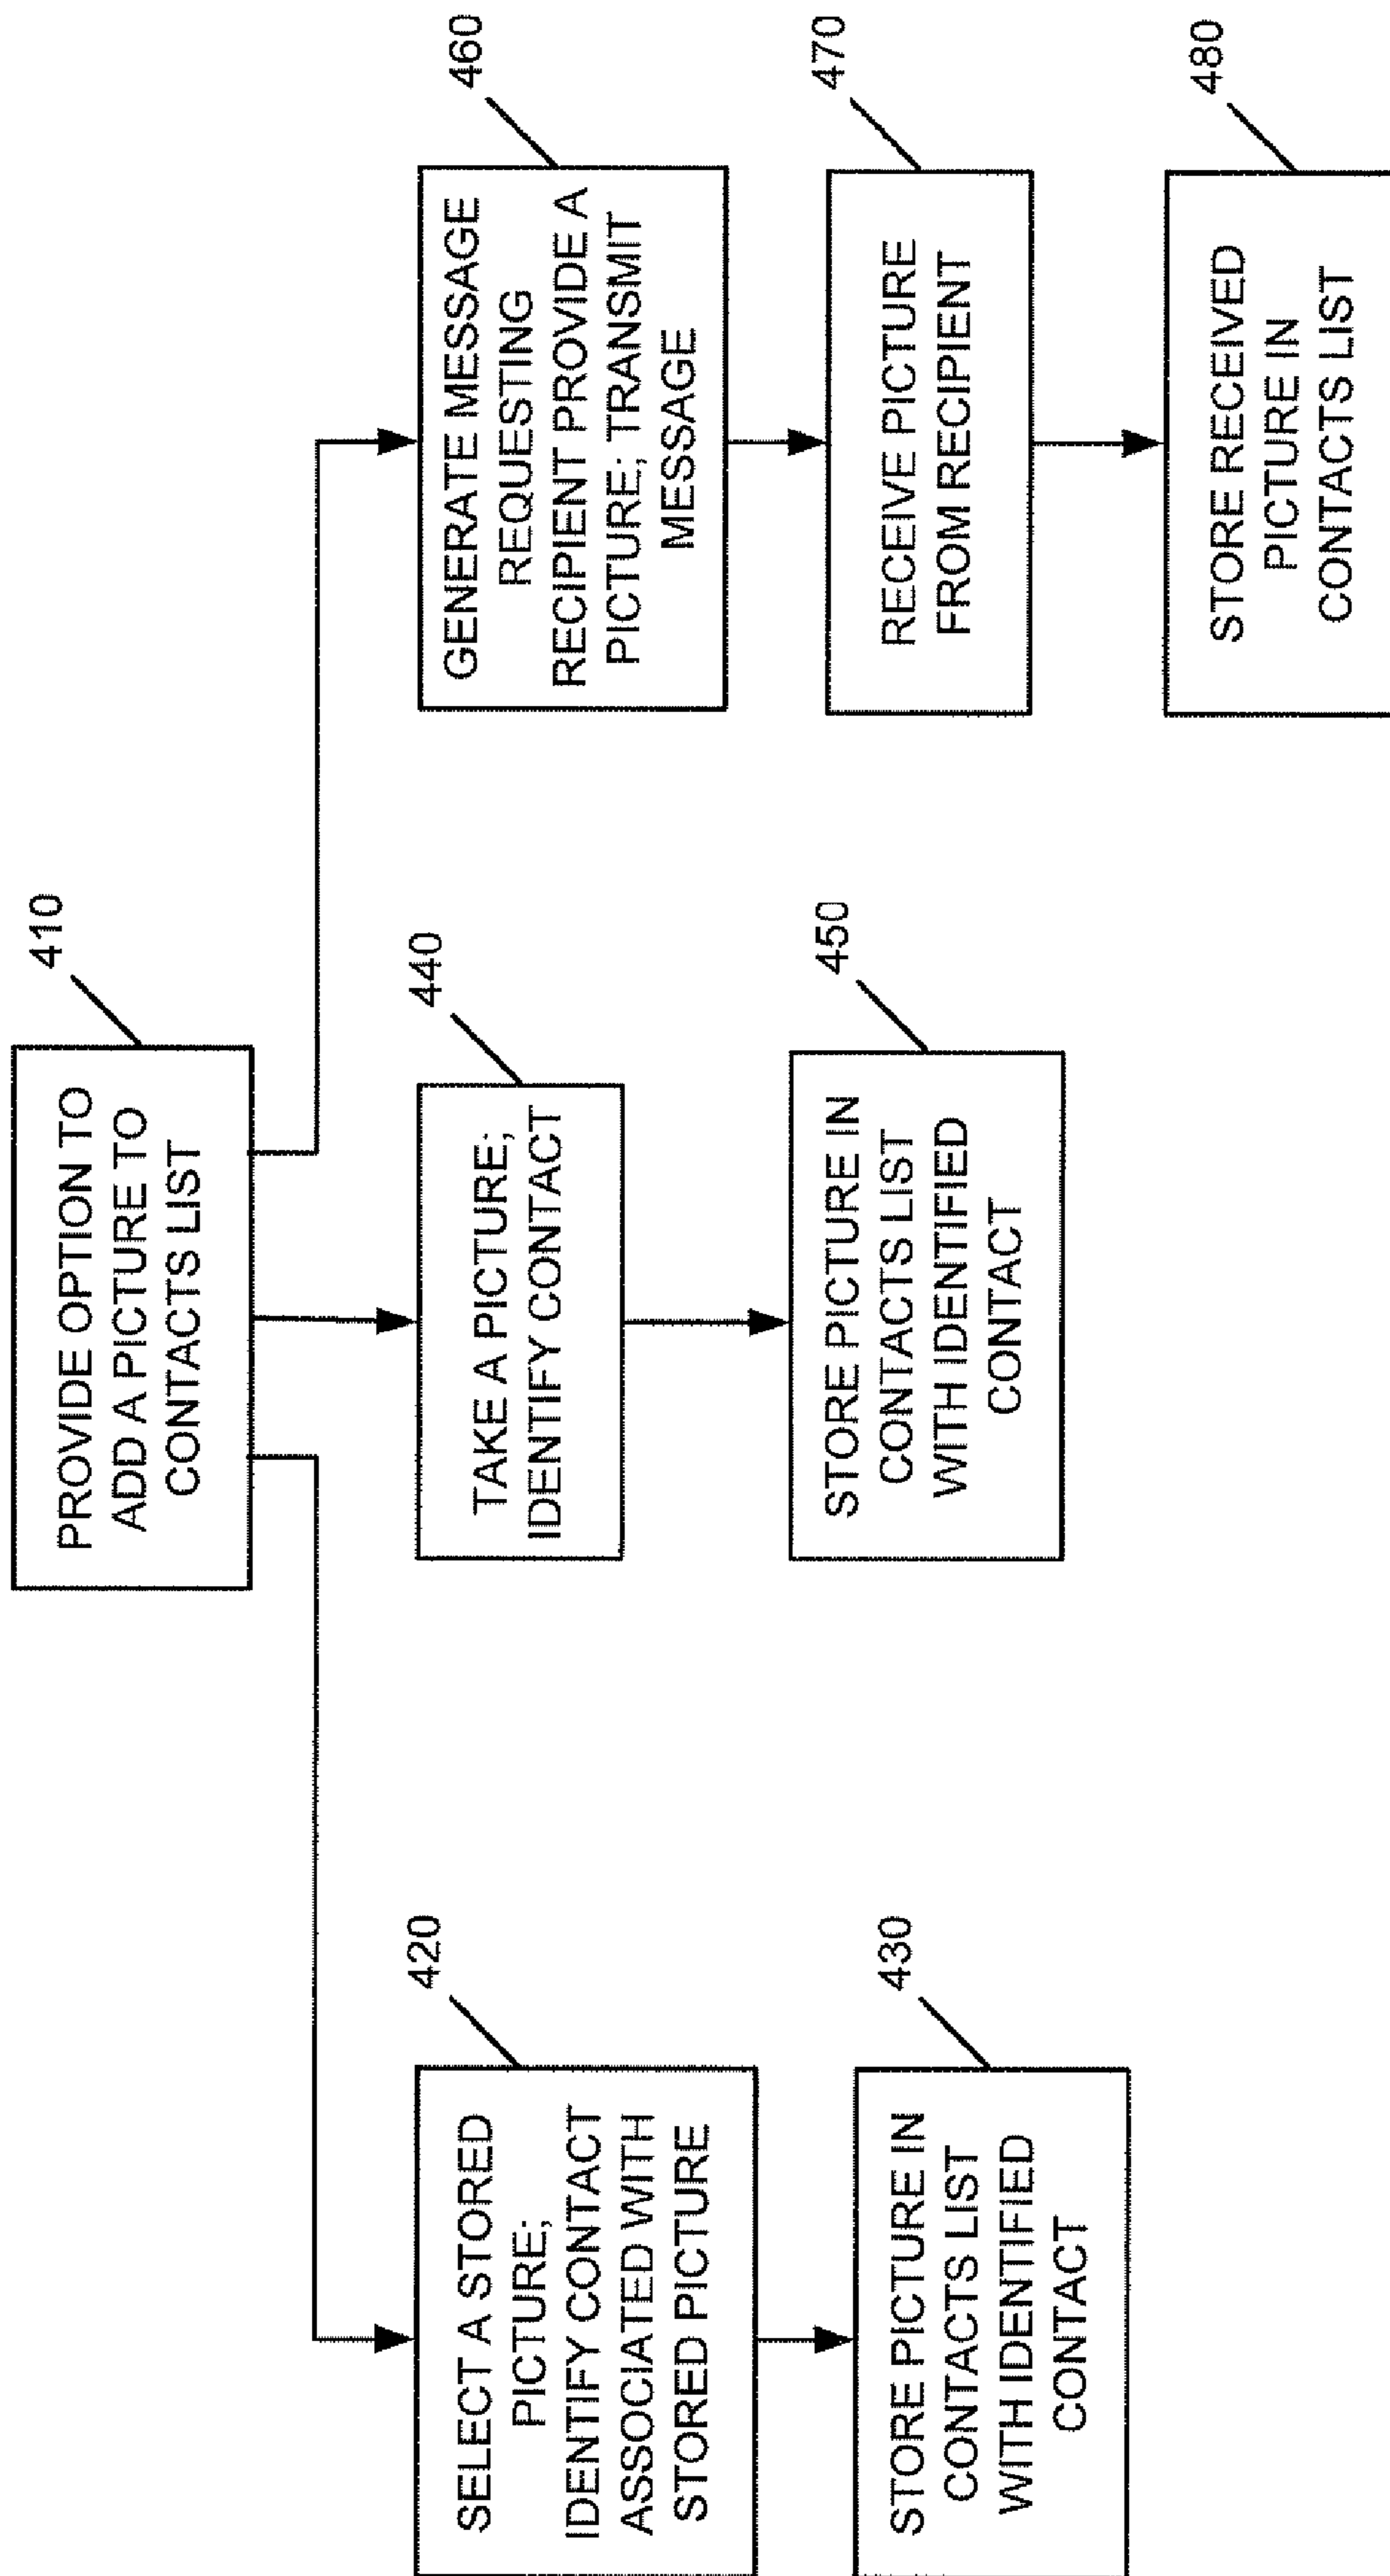 PROVIDE OPTION TO
ADD A PICTURE TO
CONTACTS LIST
410
SELECT A STORED
PICTURE;
IDENTIFY CONTACT
ASSOCIATED WITH
STORED PICTURE
420
STORE PICTURE IN
CONTACTS LIST
WITH IDENTIFIED
CONTACT
430
TAKE A PICTURE;
IDENTIFY CONTACT
440
STORE PICTURE IN
CONTACTS LIST
WITH IDENTIFIED
CONTACT
450
GENERATE MESSAGE
REQUESTING
RECIPIENT PROVIDE A
PICTURE; TRANSMIT
MESSAGE
460
RECEIVE PICTURE
FROM RECIPIENT
470
STORE RECEIVED
PICTURE IN
CONTACTS LIST
480